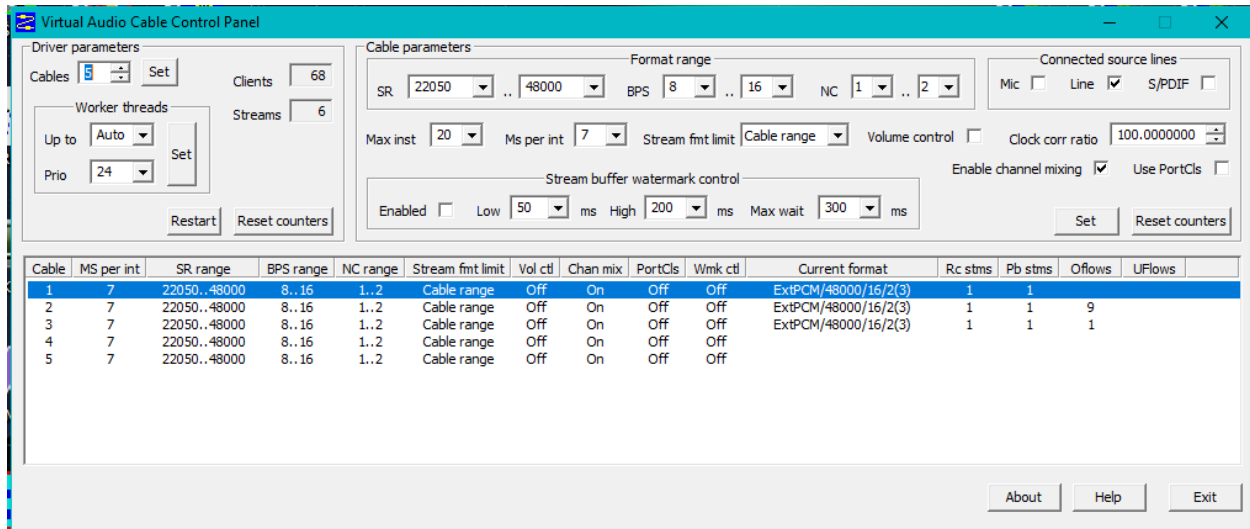 Virtual Audio Cable Control Panel
Driver parameters
Cables 5 Set
Clients 68
Streams 6
Worker threads
Up to Auto
Prio 24
Set
Restart Reset counters
Cable parameters
Format range
SR 22050 .. 48000 BPS 8 .. 16 NC 1 .. 2
Connected source lines
Mic Line S/PDIF
Max inst 20 Ms per int 7 Stream fmt limit Cable range Volume control Clock corr ratio 100.0000000
Enable channel mixing Use PortCls
Stream buffer watermark control
Enabled Low 50 ms High 200 ms Max wait 300 ms
Set Reset counters
Cable MS per int SR range BPS range NC range Stream fmt limit Vol ctl Chan mix PortCls Wmk ctl Current format Rc stms Pb stms Oflows UFlows
1 7 22050..48000 8..16 1..2 Cable range Off On Off Off ExtPCM/48000/16/2(3) 1 1
2 7 22050..48000 8..16 1..2 Cable range Off On Off Off ExtPCM/48000/16/2(3) 1 1 9
3 7 22050..48000 8..16 1..2 Cable range Off On Off Off ExtPCM/48000/16/2(3) 1 1 1
4 7 22050..48000 8..16 1..2 Cable range Off On Off Off
5 7 22050..48000 8..16 1..2 Cable range Off On Off Off
About Help Exit